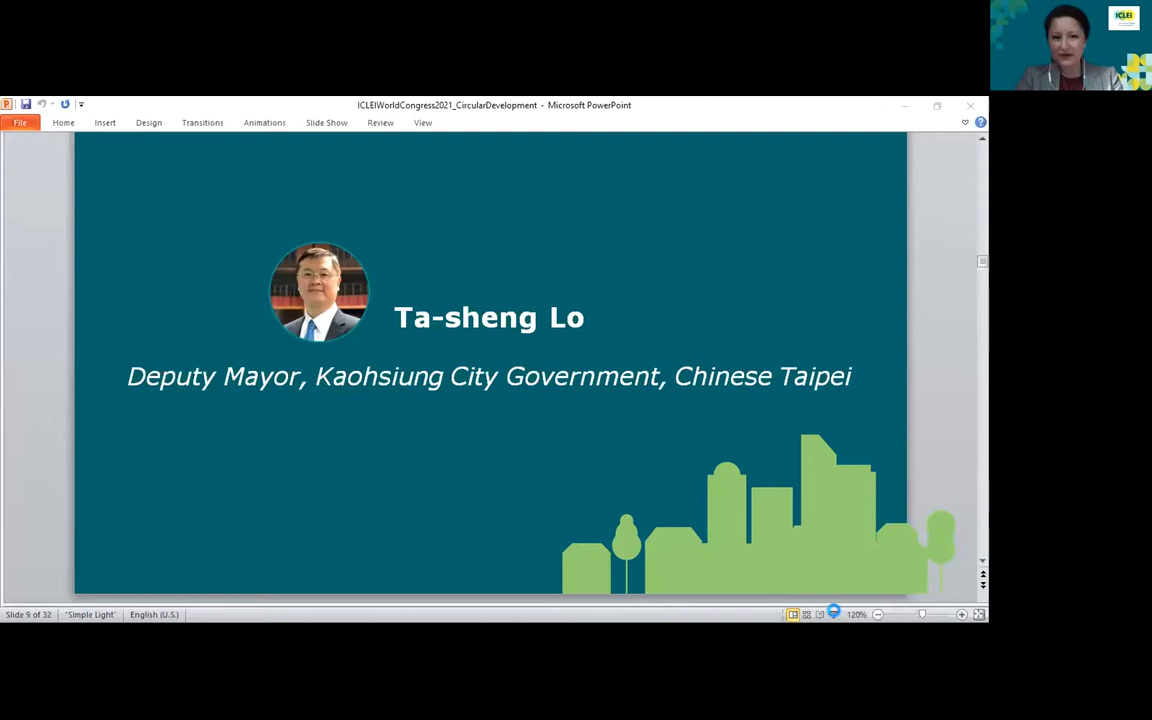 ICLEI
ICLEIWorldCongress2021_CircularDevelopment - Microsoft PowerPoint
File Home Insert Design Transitions Animations Slide Show Review View
Ta-sheng Lo
Deputy Mayor, Kaohsiung City Government, Chinese Taipei
Slide 9 of 32 "Simple Light" English (U.S.) 120%